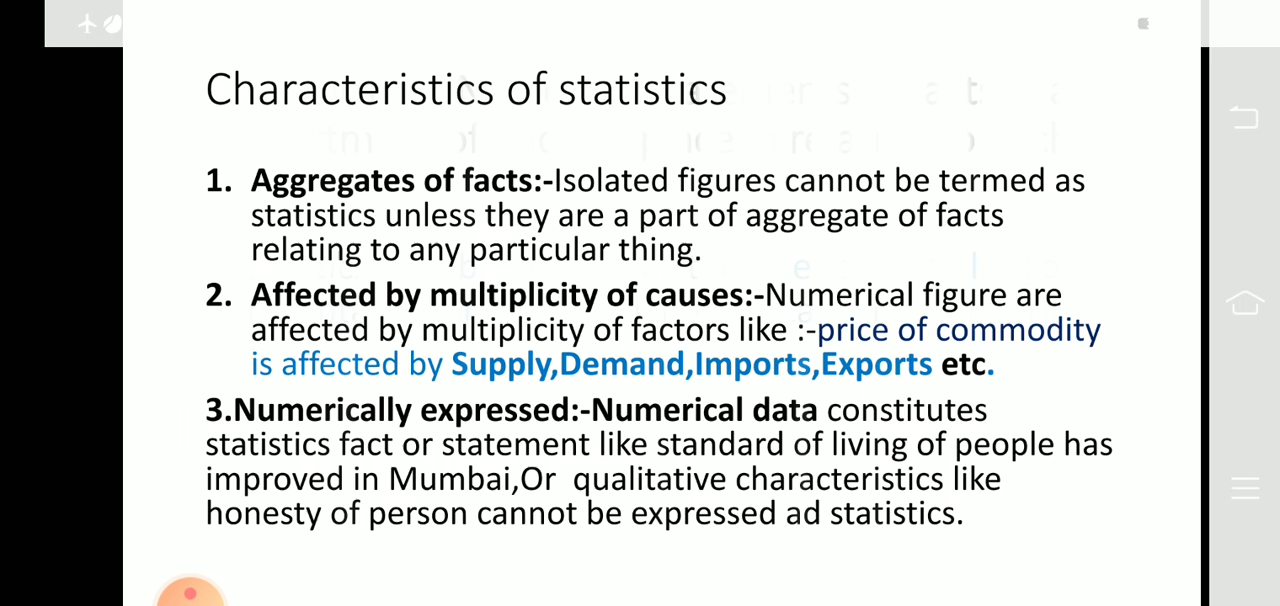 Characteristics of statistics
1. Aggregates of facts:-Isolated figures cannot be termed as
statistics unless they are a part of aggregate of facts
relating to any particular thing.
2. Affected by multiplicity of causes:-Numerical figure are
affected by multiplicity of factors like :-price of commodity
is affected by Supply,Demand,Imports,Exports etc.
3.Numerically expressed:-Numerical data constitutes
statistics fact or statement like standard of living of people has
improved in Mumbai,Or qualitative characteristics like
honesty of person cannot be expressed ad statistics.